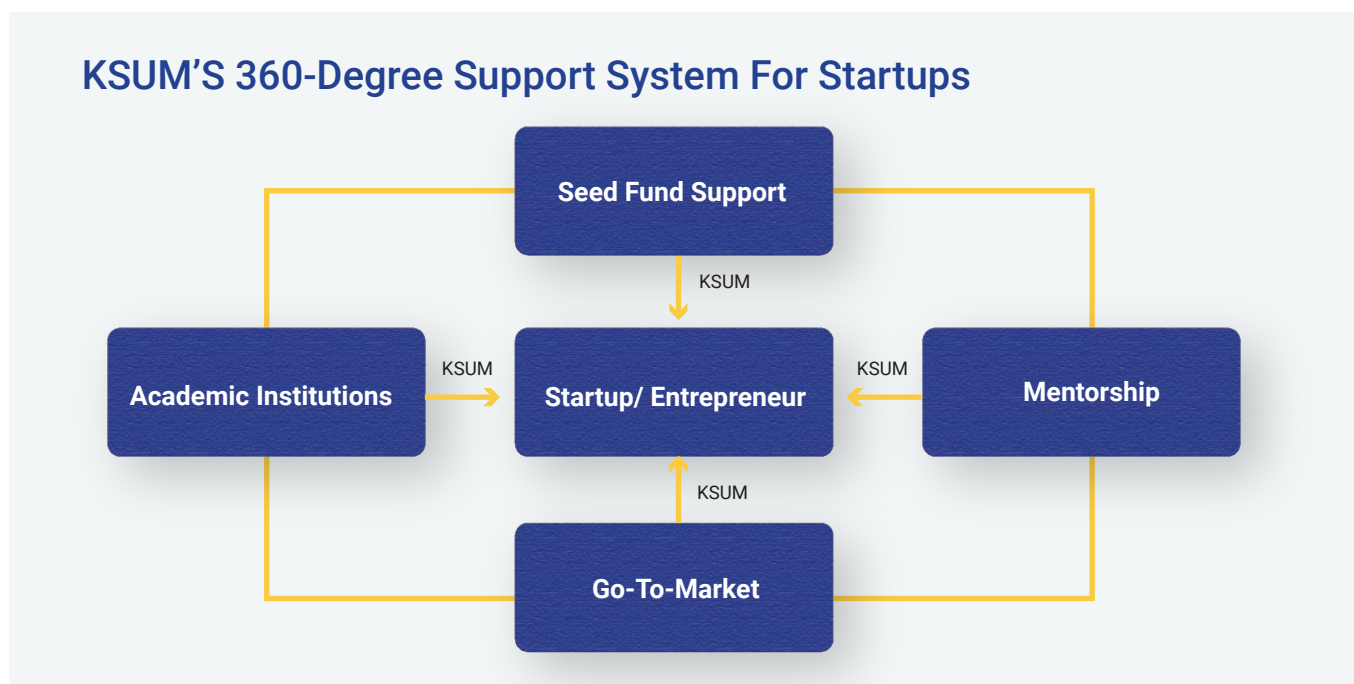 KSUM'S 360-Degree Support System For Startups
Seed Fund Support
KSUM
Academic Institutions
KSUM
Startup/ Entrepreneur
KSUM
Mentorship
KSUM
Go-To-Market